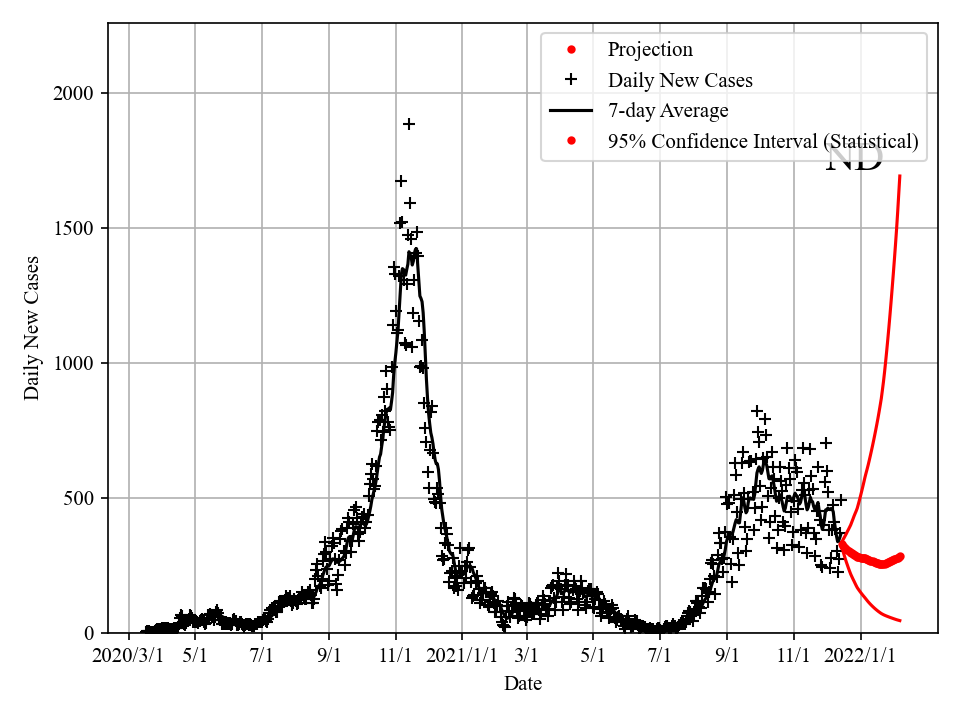 Projection
Daily New Cases
7-day Average
95% Confidence Interval (Statistical)
ND
2000
1500
1000
500
0
Daily New Cases
2020/3/1 5/1 7/1 9/1 11/1 2021/1/1 3/1 5/1 7/1 9/1 11/1 2022/1/1
Date